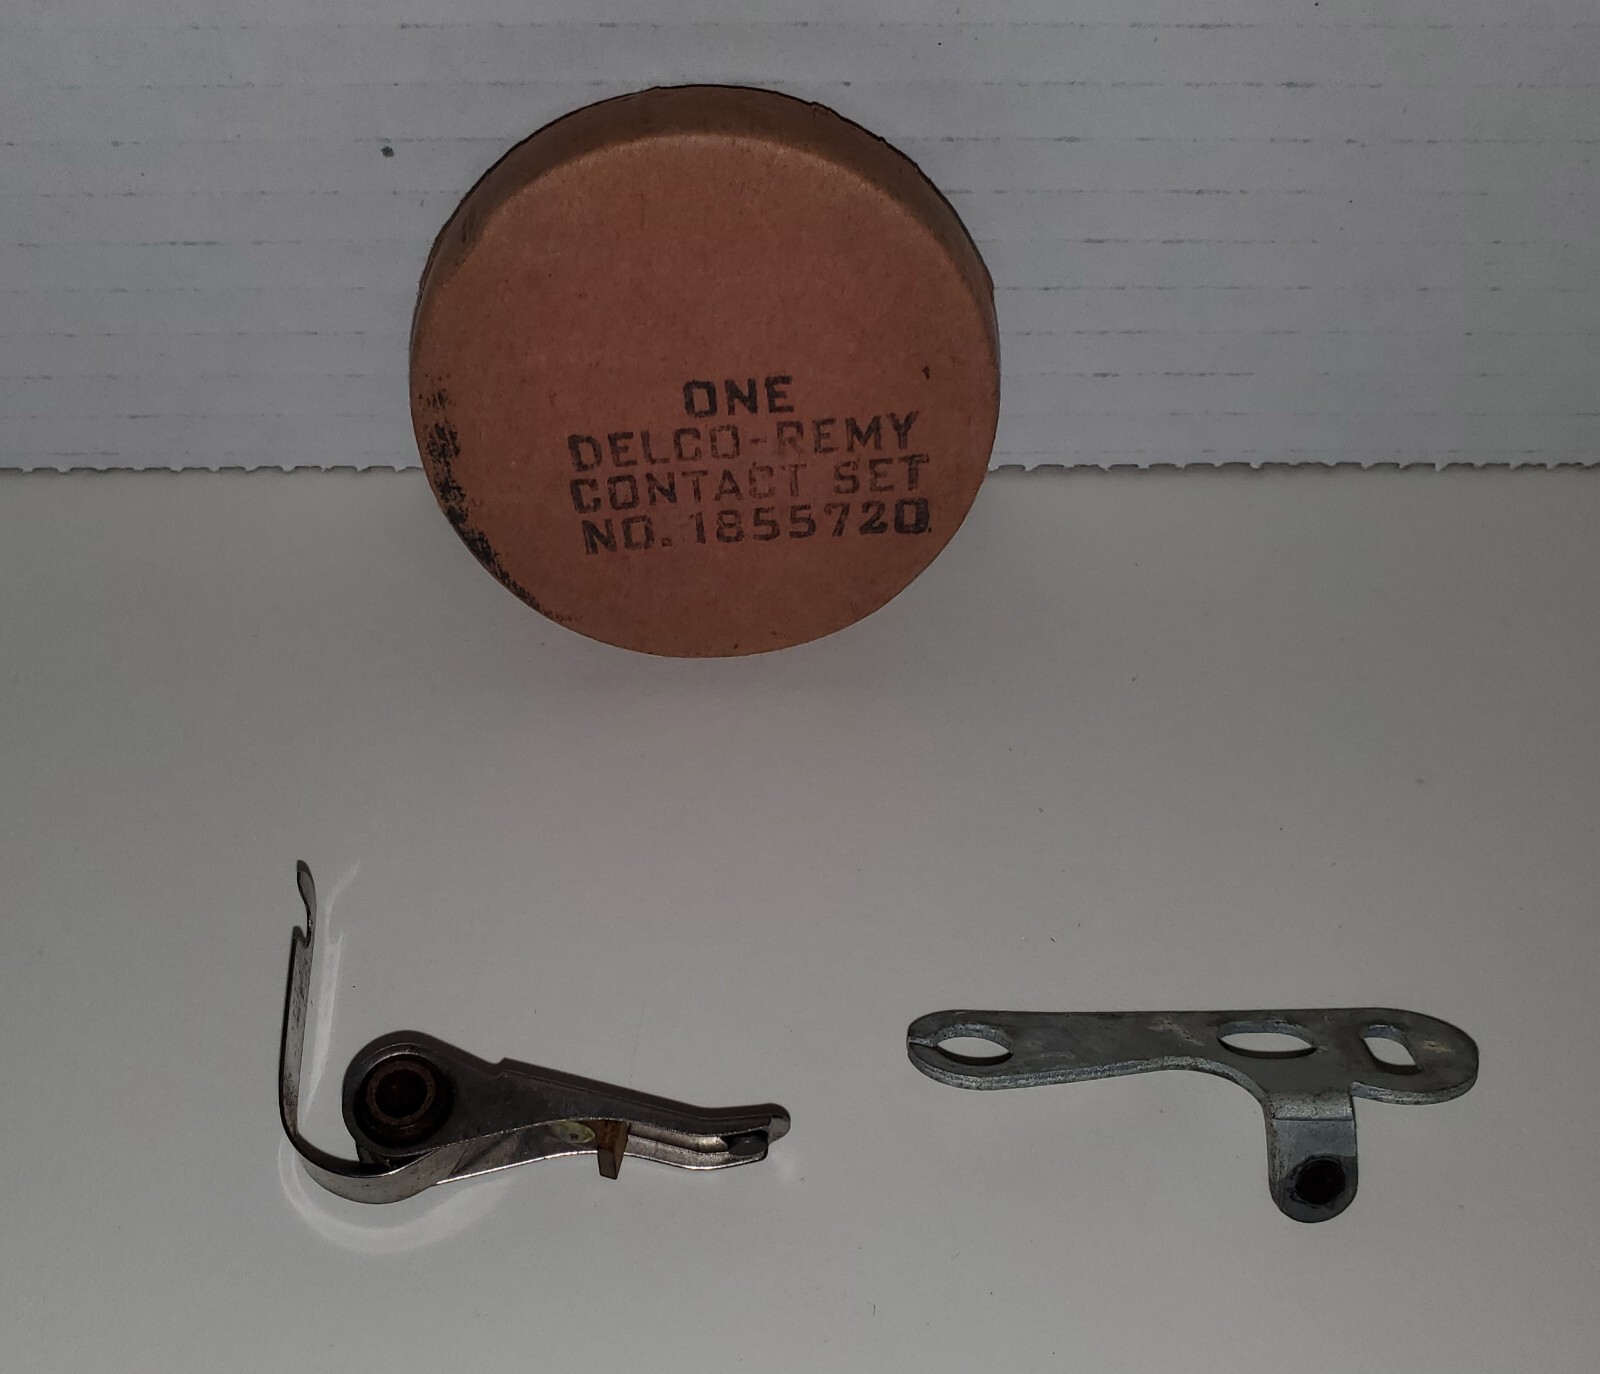 ONE
DELCO-REMY
CONTACT SET
NO. 1855720